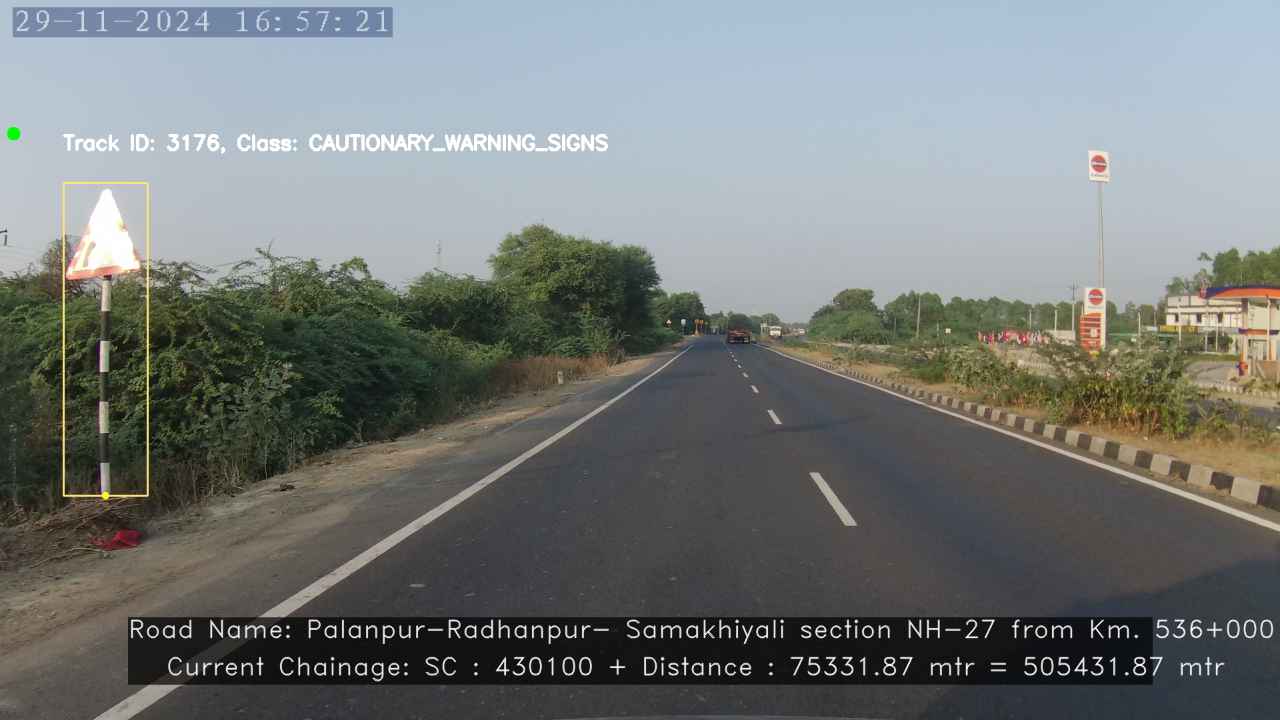 29-11-2024 16:57:21
Track ID: 3176, Class: CAUTIONARY_WARNING_SIGNS
Road Name: Palanpur-Radhanpur- Samakhiyali section NH-27 from Km. 536+000
Current Chainage: SC : 430100 + Distance : 75331.87 mtr = 505431.87 mtr